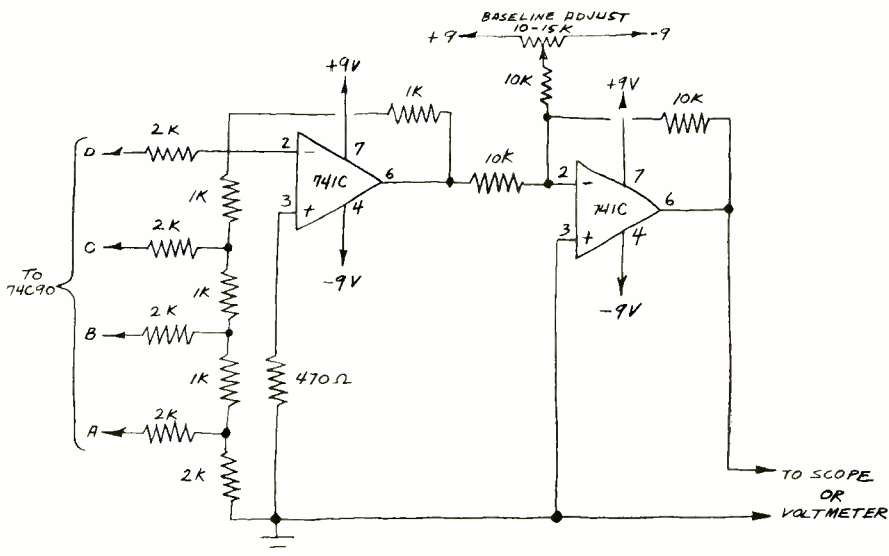 BASELINE ADJUST
10-15K
+9
-9
+9V
1K
10K
+9V
10K
D
2K
2
-
7
741C
6
10K
2
-
7
741C
6
1K
3
+
4
-9V
3
+
4
-9V
C
2K
TO
74C90
1K
B
2K
1K
470Ω
A
2K
2K
TO SCOPE
OR
VOLTMETER